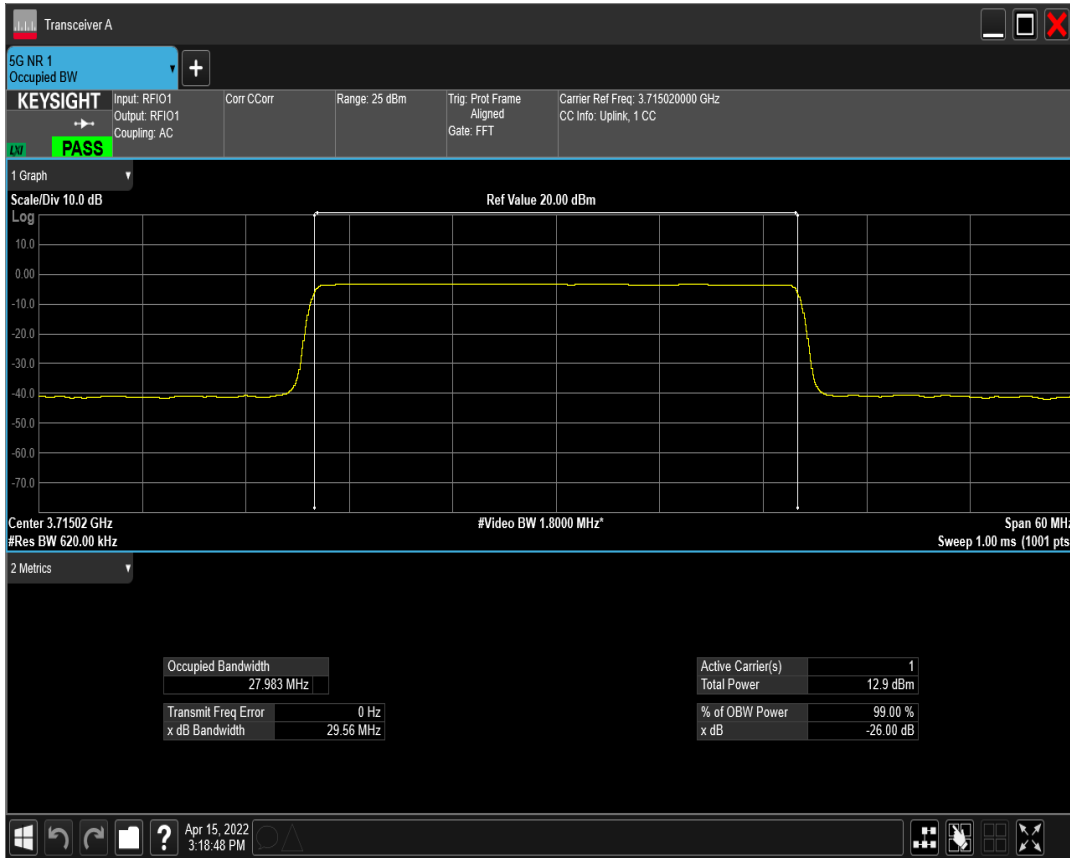 Transceiver A
5G NR 1
Occupied BW
KEYSIGHT
LXI
PASS
Input: RFIO1
Output: RFIO1
Coupling: AC
Corr CCorr
Range: 25 dBm
Trig: Prot Frame
Aligned
Gate: FFT
Carrier Ref Freq: 3.715020000 GHz
CC Info: Uplink, 1 CC
1 Graph
Scale/Div 10.0 dB
Ref Value 20.00 dBm
Log
10.0
0.00
-10.0
-20.0
-30.0
-40.0
-50.0
-60.0
-70.0
Center 3.71502 GHz
#Video BW 1.8000 MHz*
Span 60 MHz
#Res BW 620.00 kHz
Sweep 1.00 ms (1001 pts
2 Metrics
Occupied Bandwidth
27.983 MHz
Transmit Freq Error 0 Hz
x dB Bandwidth 29.56 MHz
Active Carrier(s) 1
Total Power 12.9 dBm
% of OBW Power 99.00 %
x dB -26.00 dB
?
Apr 15, 2022
3:18:48 PM